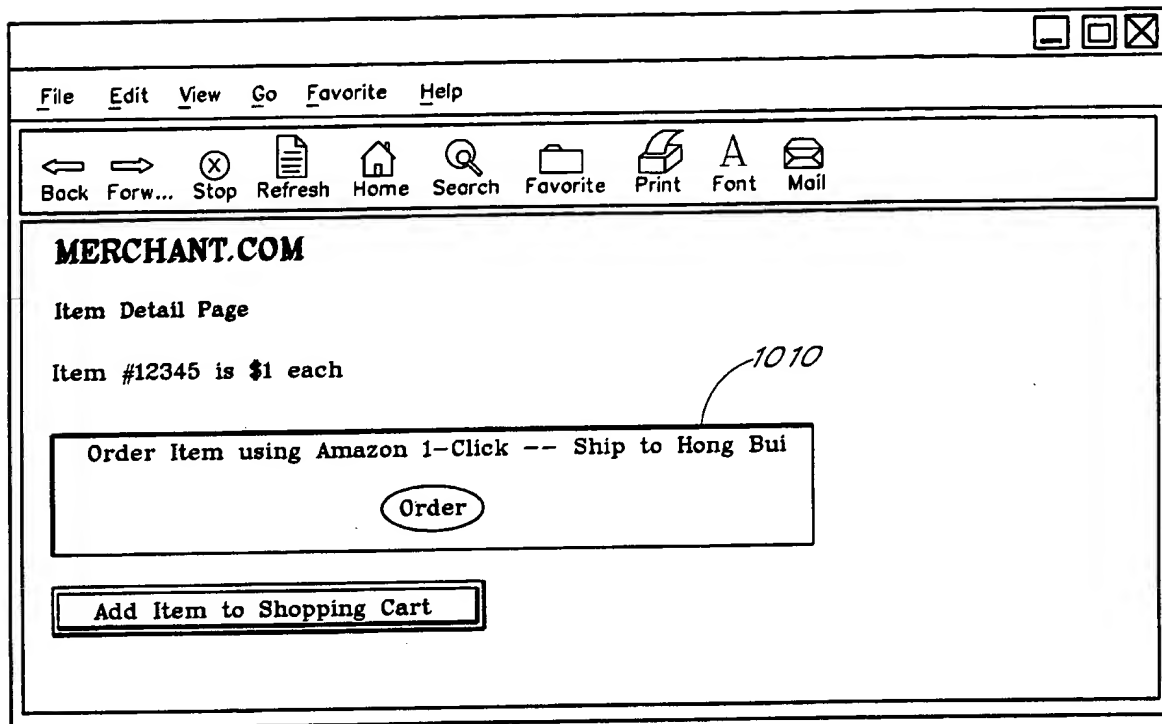 File Edit View Go Favorite Help
Back Forw... Stop Refresh Home Search Favorite Print Font Mail
A
MERCHANT.COM
Item Detail Page
Item #12345 is $1 each
1010
Order Item using Amazon 1-Click -- Ship to Hong Bui
Order
Add Item to Shopping Cart